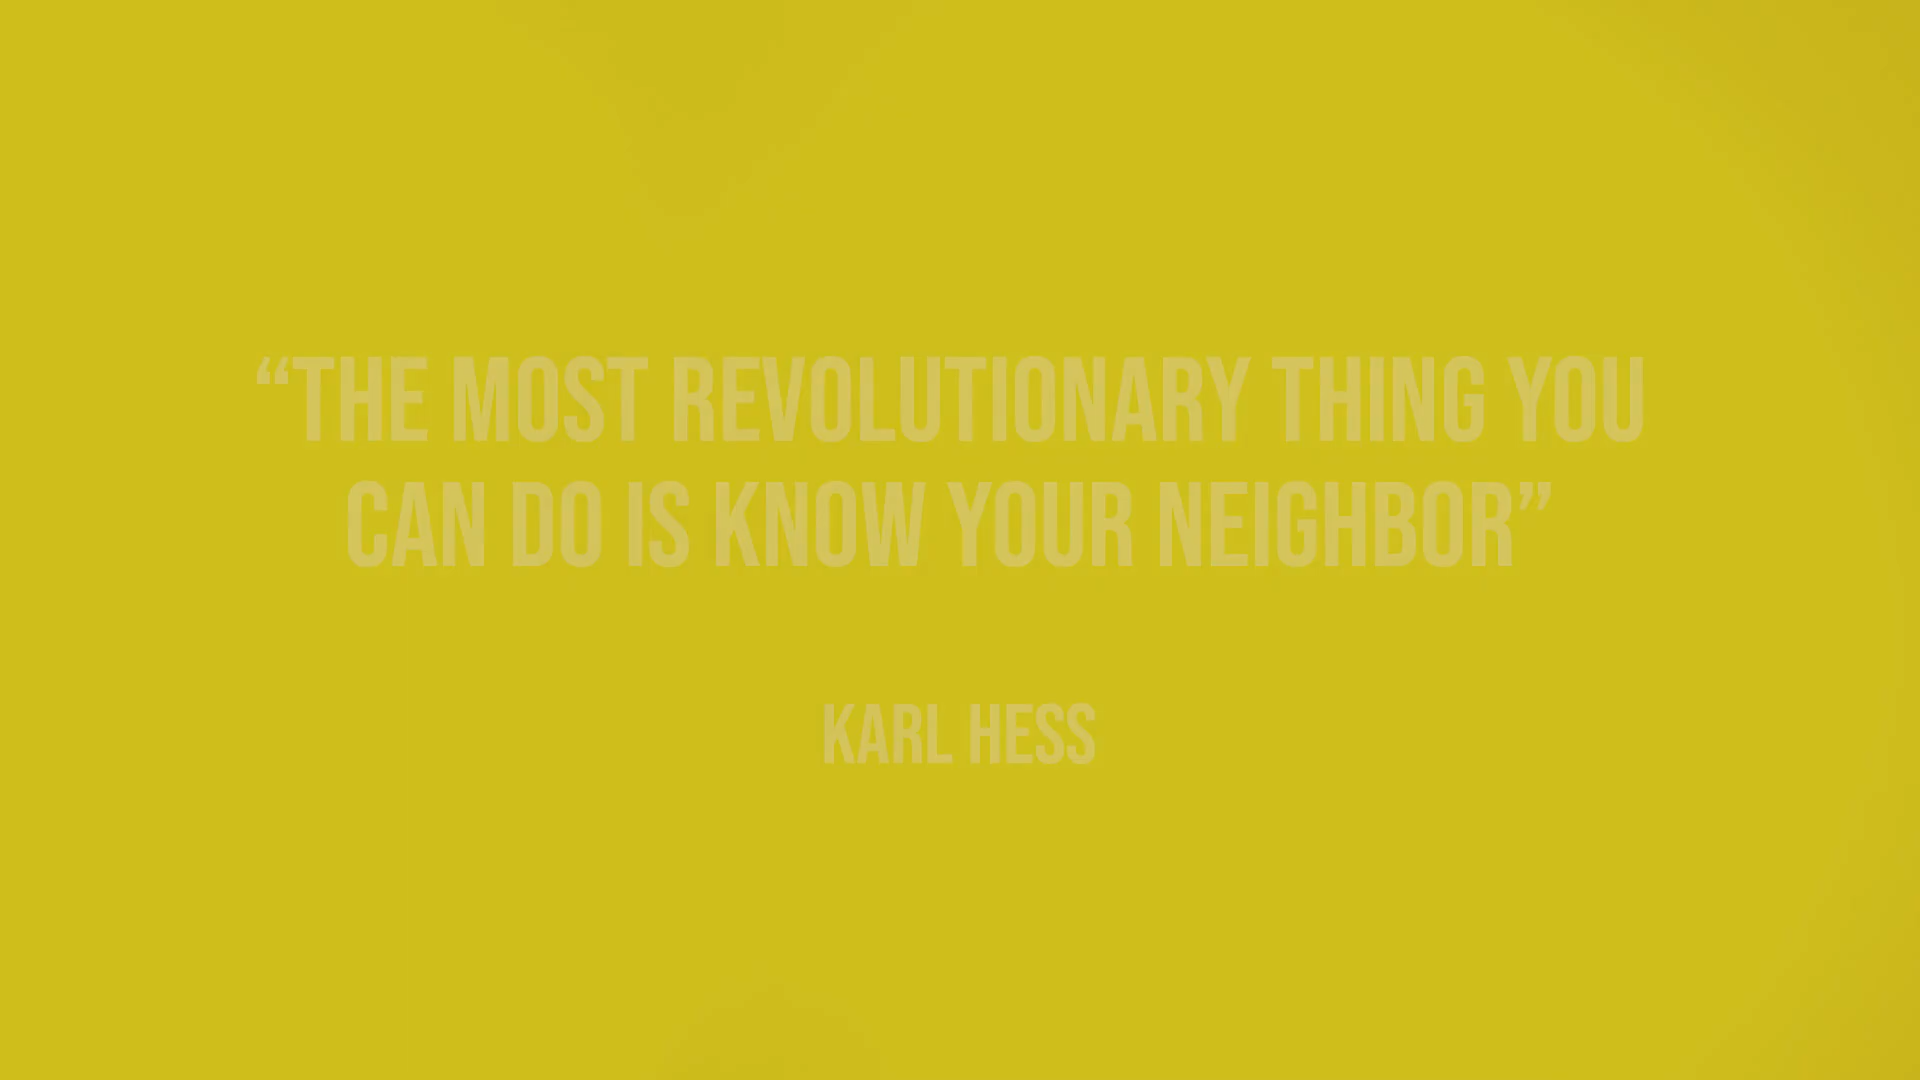 “THE MOST REVOLUTIONARY THING YOU
CAN DO IS KNOW YOUR NEIGHBOR”
KARL HESS